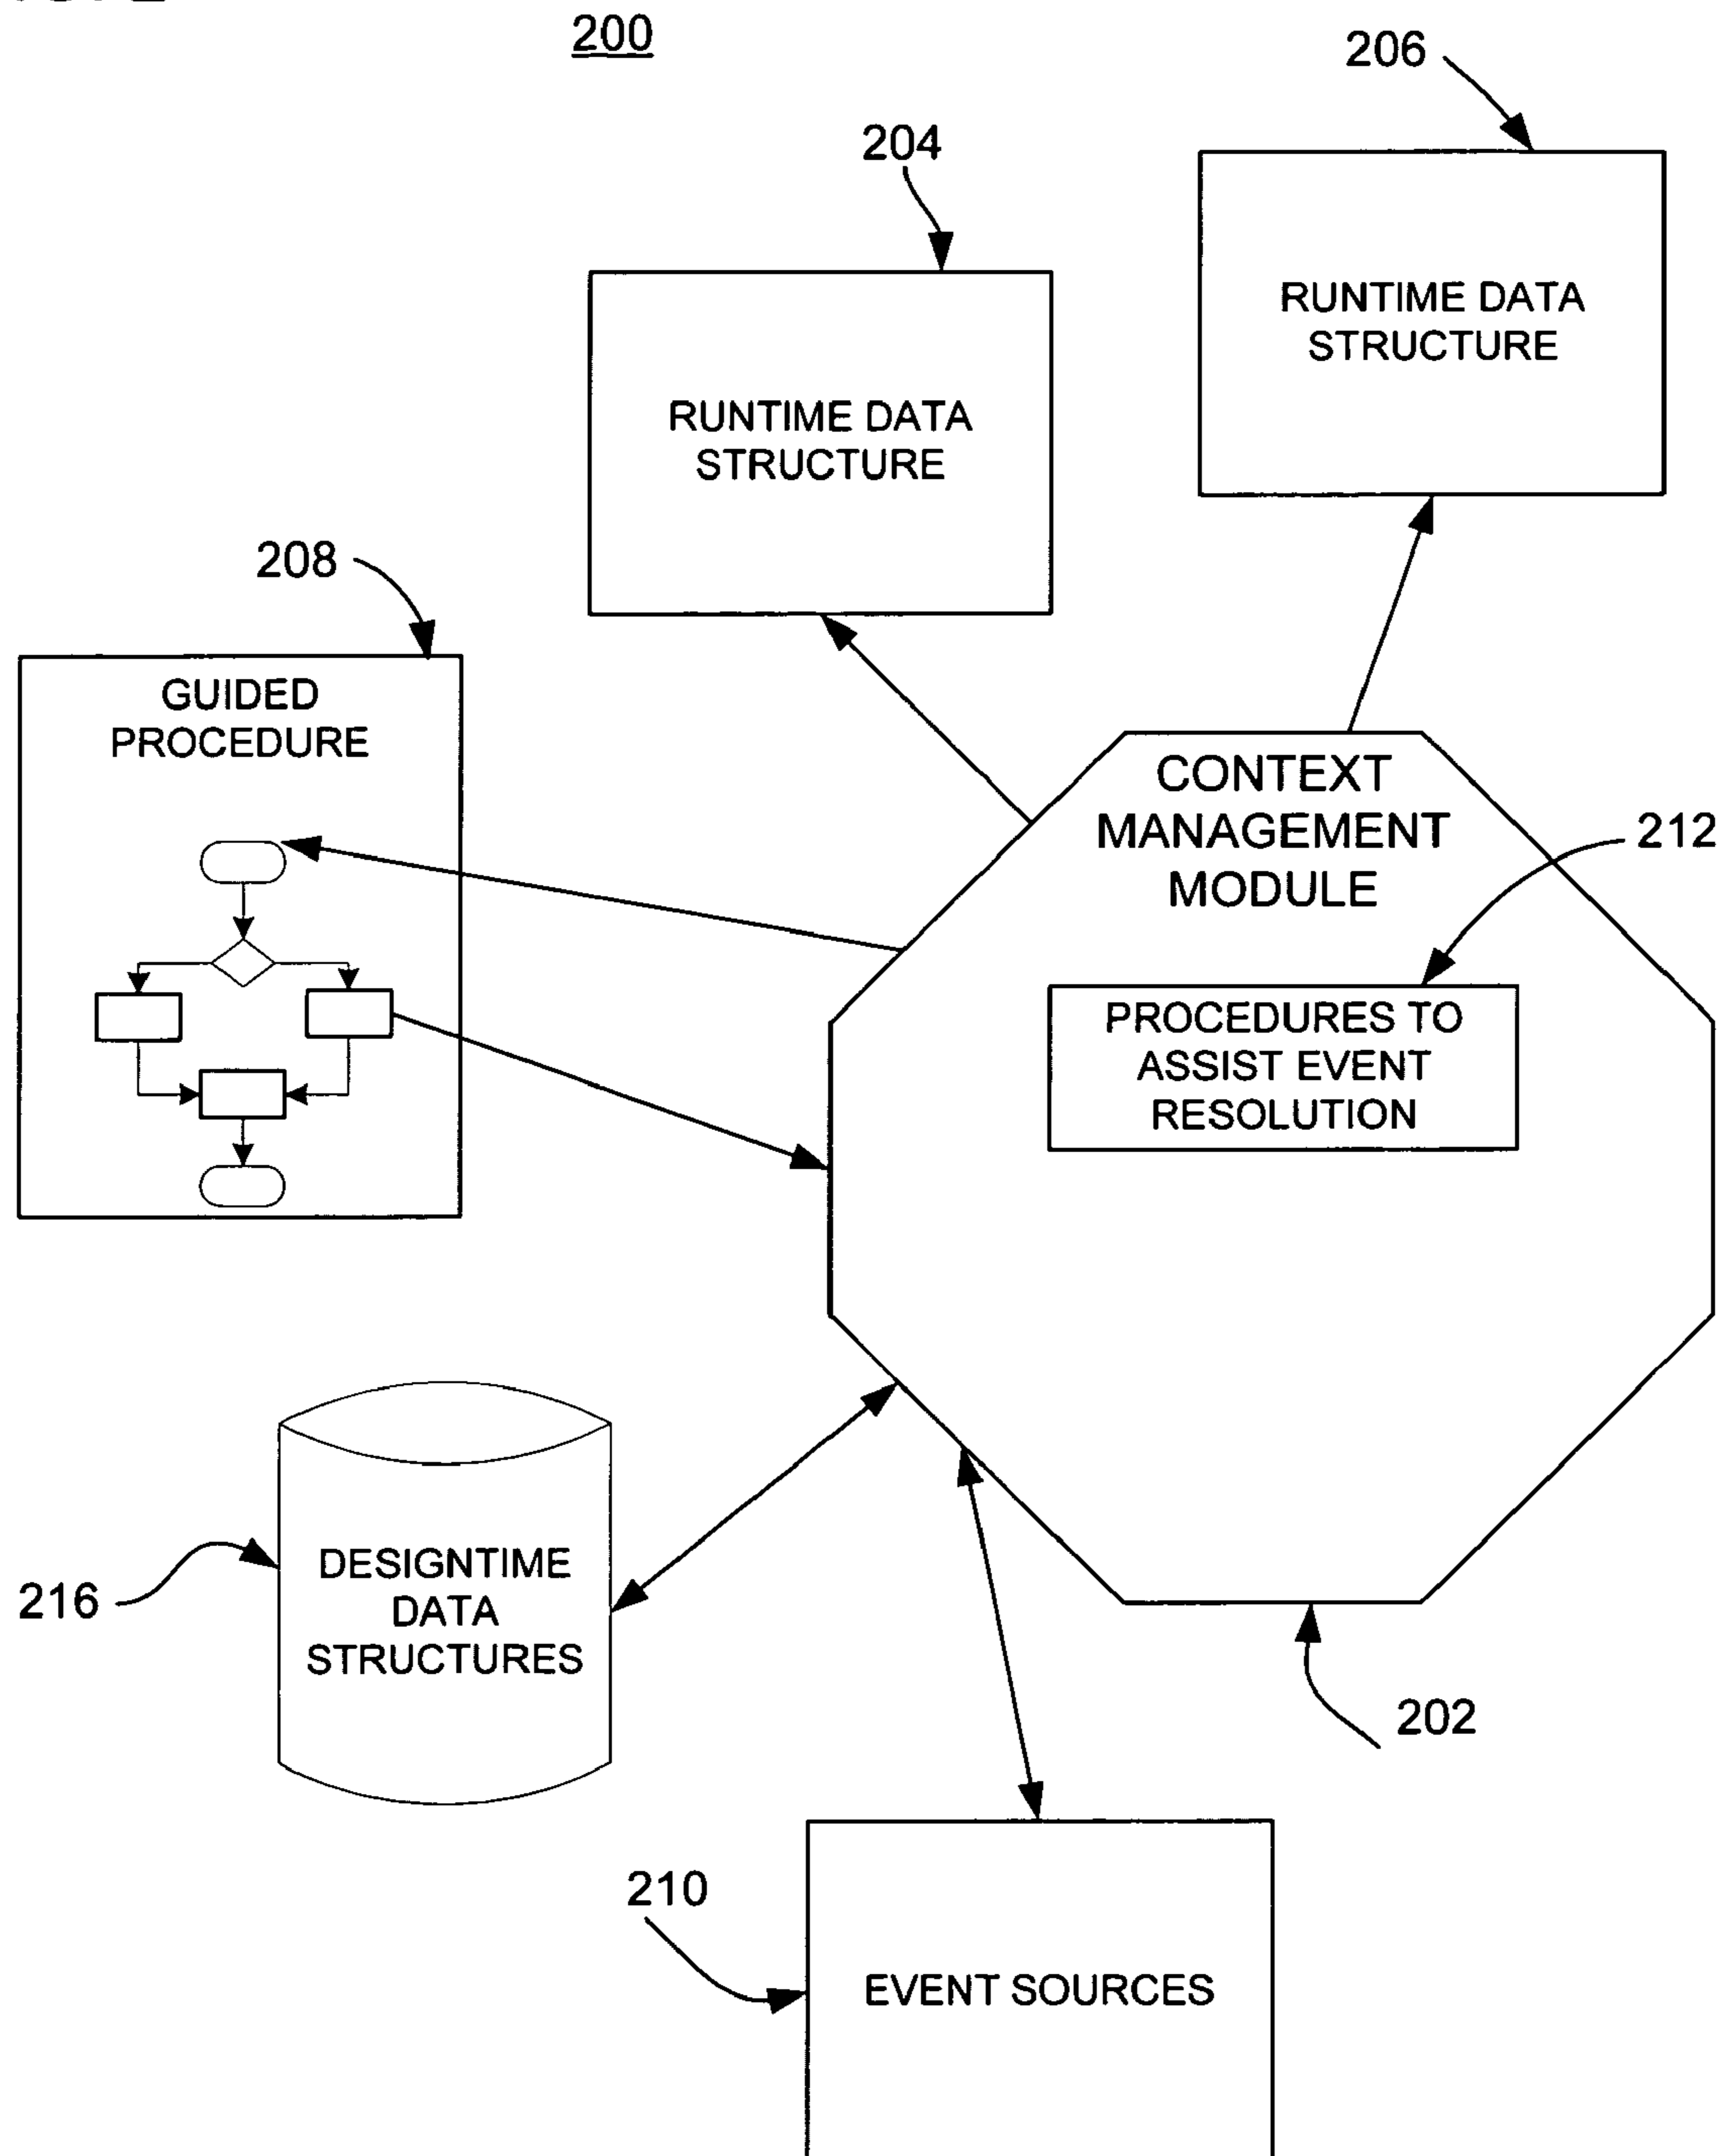 200
206
204
RUNTIME DATA
STRUCTURE
RUNTIME DATA
STRUCTURE
208
GUIDED
PROCEDURE
CONTEXT
MANAGEMENT
MODULE
212
PROCEDURES TO
ASSIST EVENT
RESOLUTION
216
DESIGNTIME
DATA
STRUCTURES
202
210
EVENT SOURCES